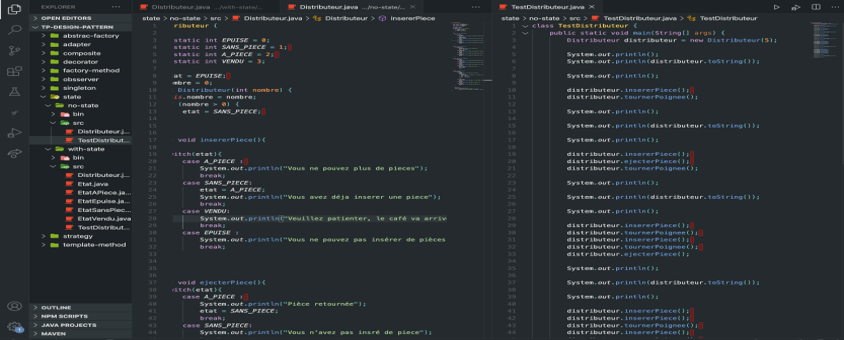 EXPLORER
OPEN EDITORS
TP-DESIGN-PATTERN
abstrac-factory
adapter
composite
decorator
factory-method
obsserver
singleton
state
no-state
bin
src
Distributeur.j...
TestDistribut...
with-state
bin
src
Distributeur.j...
Etat.java
EtatAPiece.ja...
EtatEpuise.ja...
EtatSansPiec...
EtatVendu.java
TestDistribut...
strategy
template-method
OUTLINE
NPM SCRIPTS
JAVA PROJECTS
MAVEN
Distributeur.java .../with-state/...
Distributeur.java .../no-state/...
state > no-state > src > Distributeur.java > Distributeur > insererPiece
ributeur {
static int EPUISE = 0;
static int SANS_PIECE = 1;
static int A_PIECE = 2;
static int VENDU = 3;
at = EPUISE;
ombre = 0;
Distributeur(int nombre) {
s.nombre = nombre;
(nombre > 0) {
etat = SANS_PIECE;
void insererPiece(){
itch(etat){
case A_PIECE :
System.out.println("Vous ne pouvez plus de pieces");
break;
case SANS_PIECE:
etat = A_PIECE;
System.out.println("Vous avez déja insérer une piece");
break;
case VENDU:
System.out.println("Veuillez patienter, le café va arriv
break;
case EPUISE :
System.out.println("Vous ne pouvez pas insérer de pièces
break;
void ejecterPiece(){
itch(etat){
case A_PIECE :
System.out.println("Pièce retournée");
etat = SANS_PIECE;
break;
case SANS_PIECE:
System.out.println("Vous n'avez pas insré de piece");
TestDistributeur.java
state > no-state > src > TestDistributeur.java > TestDistributeur
class TestDistributeur {
public static void main(String[] args) {
Distributeur distributeur = new Distributeur(5);
System.out.println();
System.out.println(distributeur.toString());
System.out.println();
distributeur.insererPiece();
distributeur.tournerPoignee();
System.out.println();
System.out.println(distributeur.toString());
System.out.println();
distributeur.insererPiece();
distributeur.ejecterPiece();
distributeur.tournerPoignee();
System.out.println();
System.out.println(distributeur.toString());
System.out.println();
distributeur.insererPiece();
distributeur.tournerPoignee();
distributeur.insererPiece();
distributeur.tournerPoignee();
distributeur.ejecterPiece();
System.out.println();
System.out.println(distributeur.toString());
System.out.println();
distributeur.insererPiece();
distributeur.insererPiece();
distributeur.tournerPoignee();
distributeur.insererPiece();